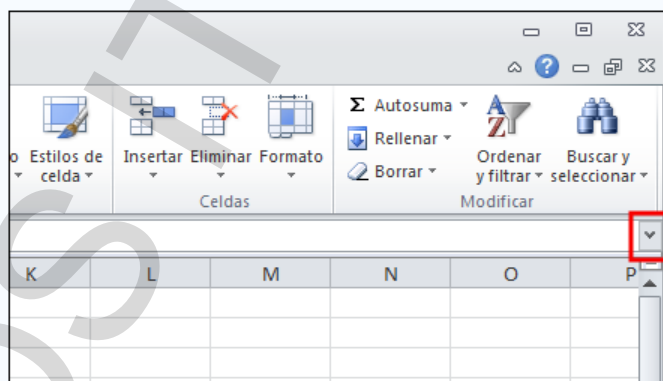 Σ Autosuma
Rellenar
Borrar
o Estilos de
celda
Insertar Eliminar Formato
Ordenar
y filtrar
Buscar y
seleccionar
Celdas
Modificar
K L M N O P